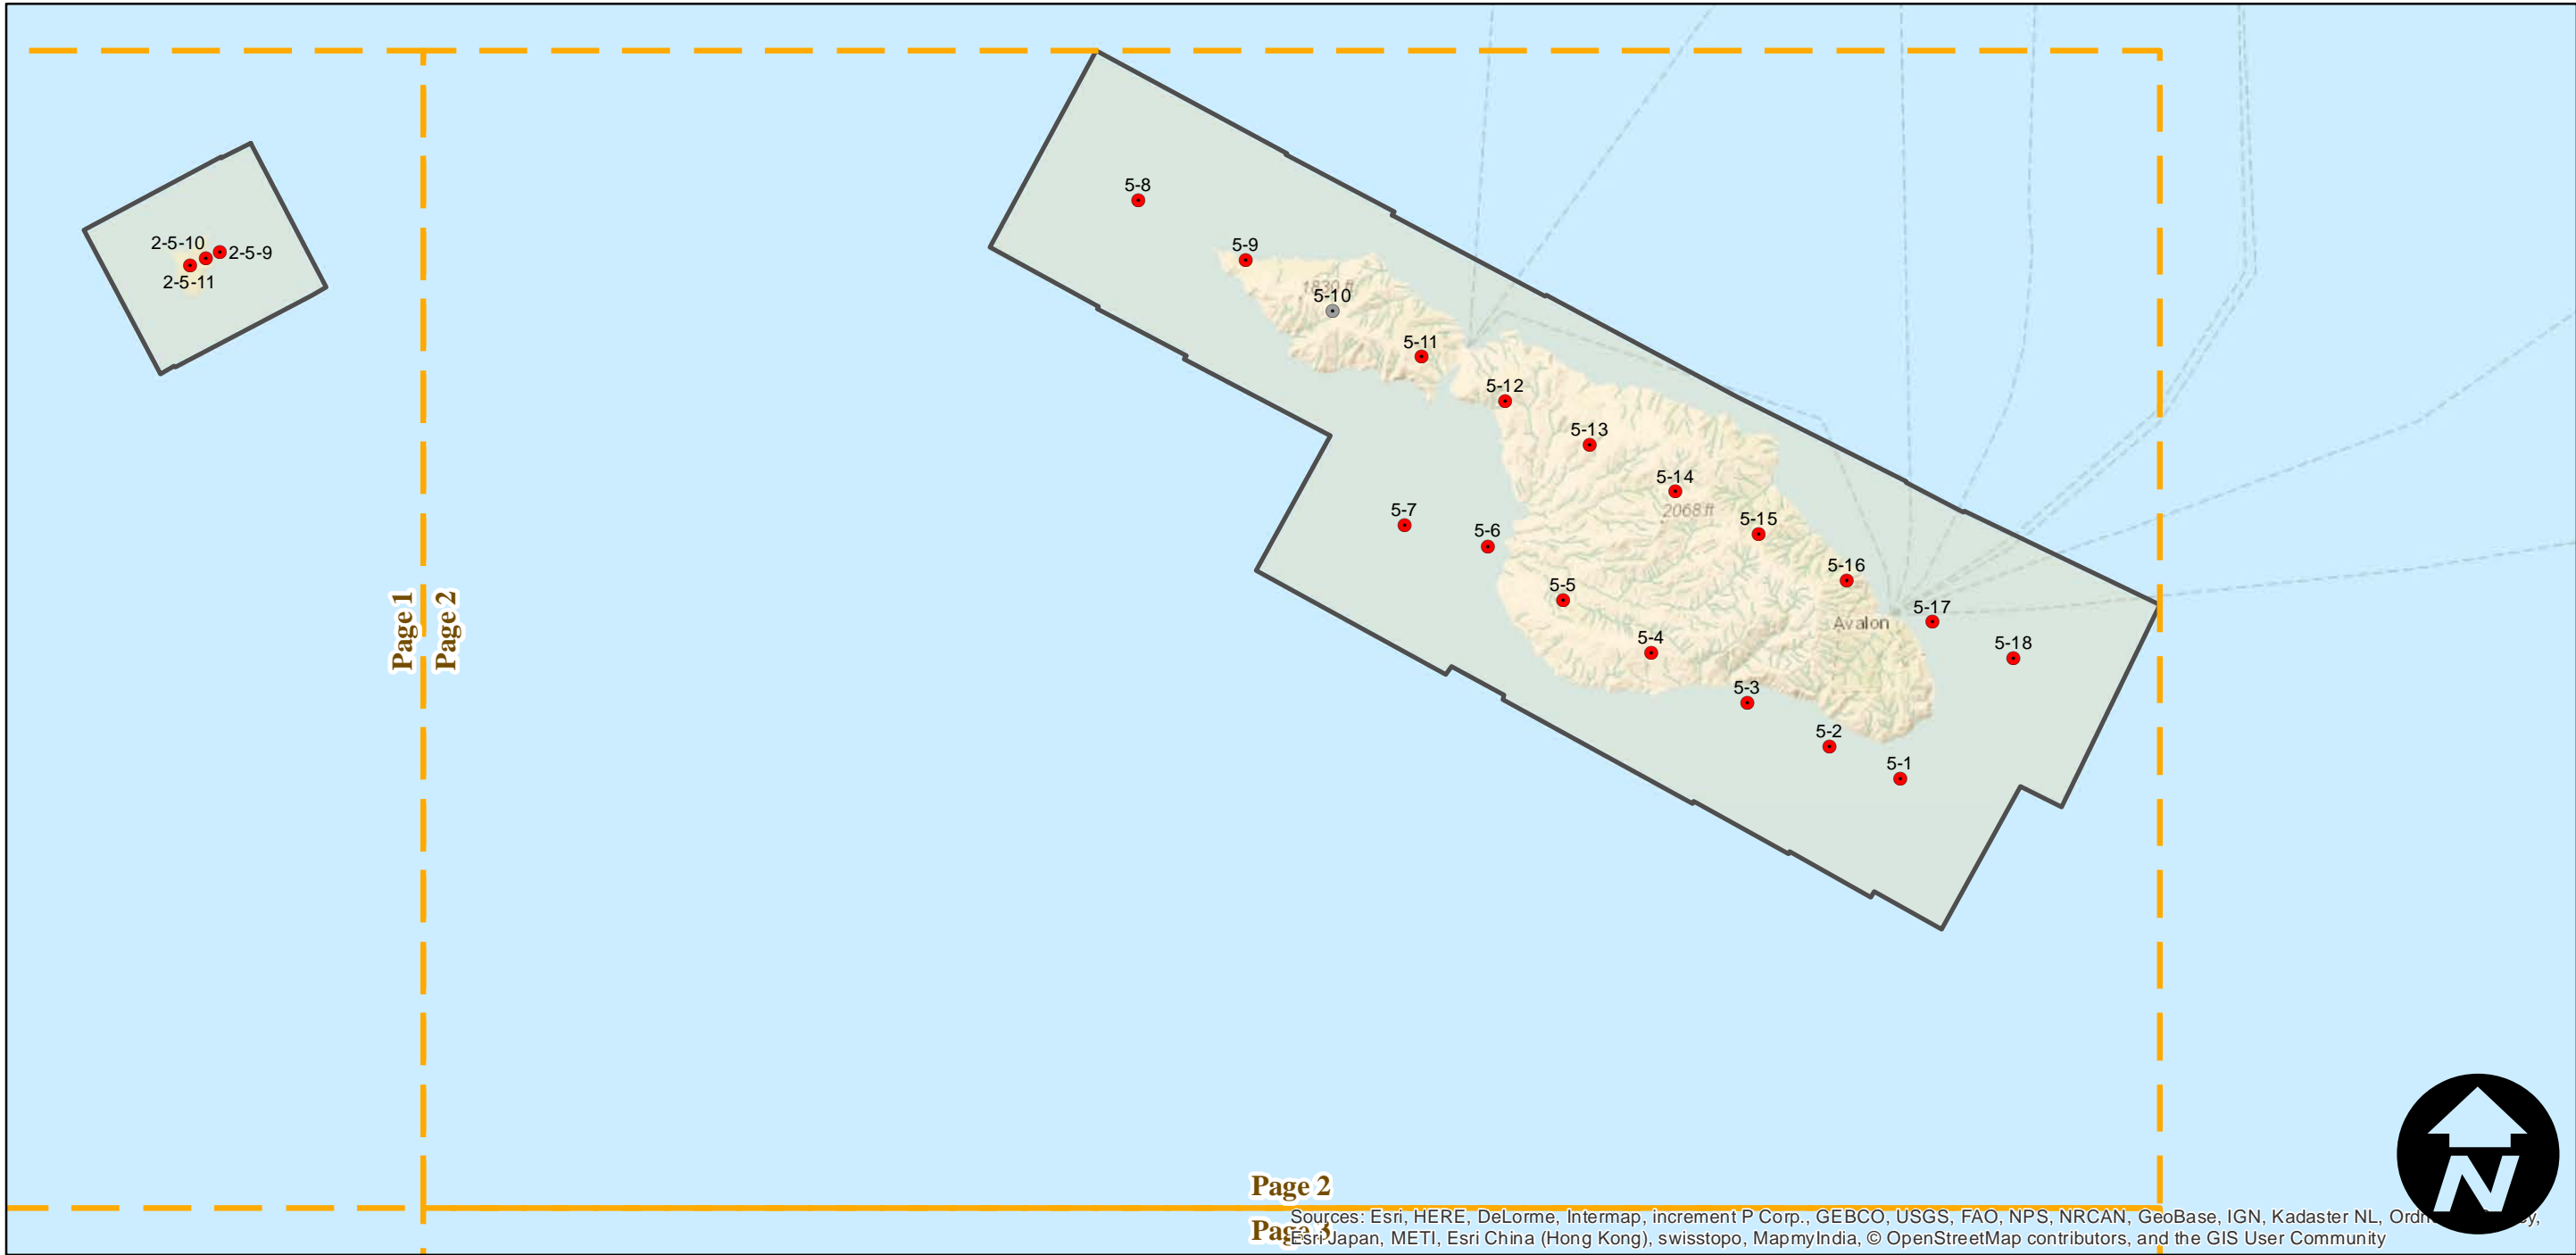 5-8
2-5-10
2-5-9
2-5-11
5-9
1830 ft
5-10
5-11
5-12
5-13
5-14
2068 ft
5-7
5-6
5-15
5-16
5-5
5-17
Avalon
5-4
5-18
5-3
5-2
5-1
Page 1
Page 2
Page 2
Page 3
N
Sources: Esri, HERE, DeLorme, Intermap, increment P Corp., GEBCO, USGS, FAO, NPS, NRCAN, GeoBase, IGN, Kadaster NL,
Esri Japan, METI, Esri China (Hong Kong), swisstopo, MapmyIndia, © OpenStreetMap contributors, and the GIS User Community